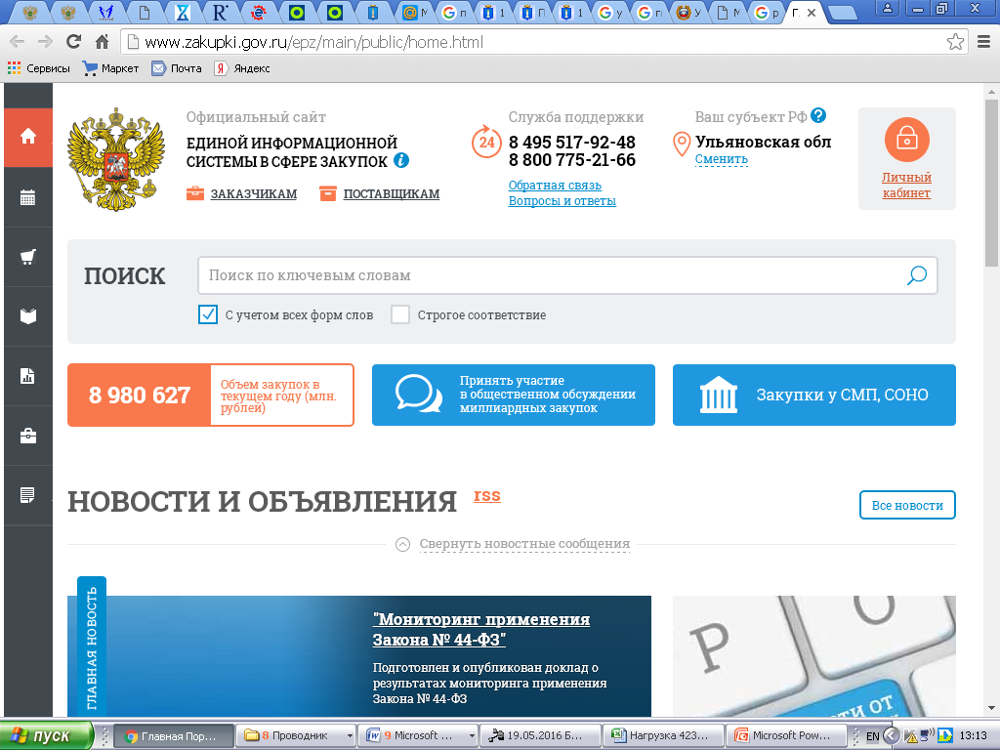 www.zakupki.gov.ru/epz/main/public/home.html
Сервисы Маркет Почта Яндекс
Официальный сайт
ЕДИНОЙ ИНФОРМАЦИОННОЙ
СИСТЕМЫ В СФЕРЕ ЗАКУПОК
ЗАКАЗЧИКАМ ПОСТАВЩИКАМ
24
Служба поддержки
8 495 517-92-48
8 800 775-21-66
Обратная связь
Вопросы и ответы
Ваш субъект РФ
Ульяновская обл
Сменить
Личный
кабинет
ПОИСК
Поиск по ключевым словам
С учетом всех форм слов Строгое соответствие
8 980 627
Объем закупок в
текущем году (млн.
рублей)
Принять участие
в общественном обсуждении
миллиардных закупок
Закупки у СМП, СОНО
НОВОСТИ И ОБЪЯВЛЕНИЯ rss
Все новости
Свернуть новостные сообщения
ГЛАВНАЯ НОВОСТЬ
"Мониторинг применения
Закона № 44-ФЗ"
Подготовлен и опубликован доклад о
результатах мониторинга применения
Закона № 44-ФЗ
пуск Главная Пор... 8 Проводник 9 Microsoft ... 19.05.2016 Б... Нагрузка 423... Microsoft Pow... EN 13:13